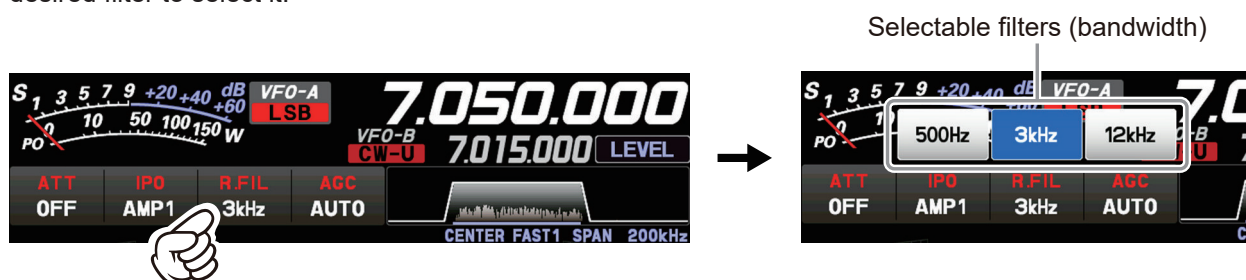 desired filter to select it.
Selectable filters (bandwidth)
S 1 3 5 7 9 +20 +40 +60 dB
PO 0 10 50 100 150 W
VFO-A
LSB
7.050.000
VFO-B
CW-U 7.015.000 LEVEL
ATT IPO R.FIL AGC
OFF AMP1 3kHz AUTO
CENTER FAST1 SPAN 200kHz
S 1 3 5 7 9 +20 +40 dB VFO-A
7.0
PO 0 10
500Hz 3kHz 12kHz
-B
U
ATT IPO R.FIL AGC
OFF AMP1 3kHz AUTO
C